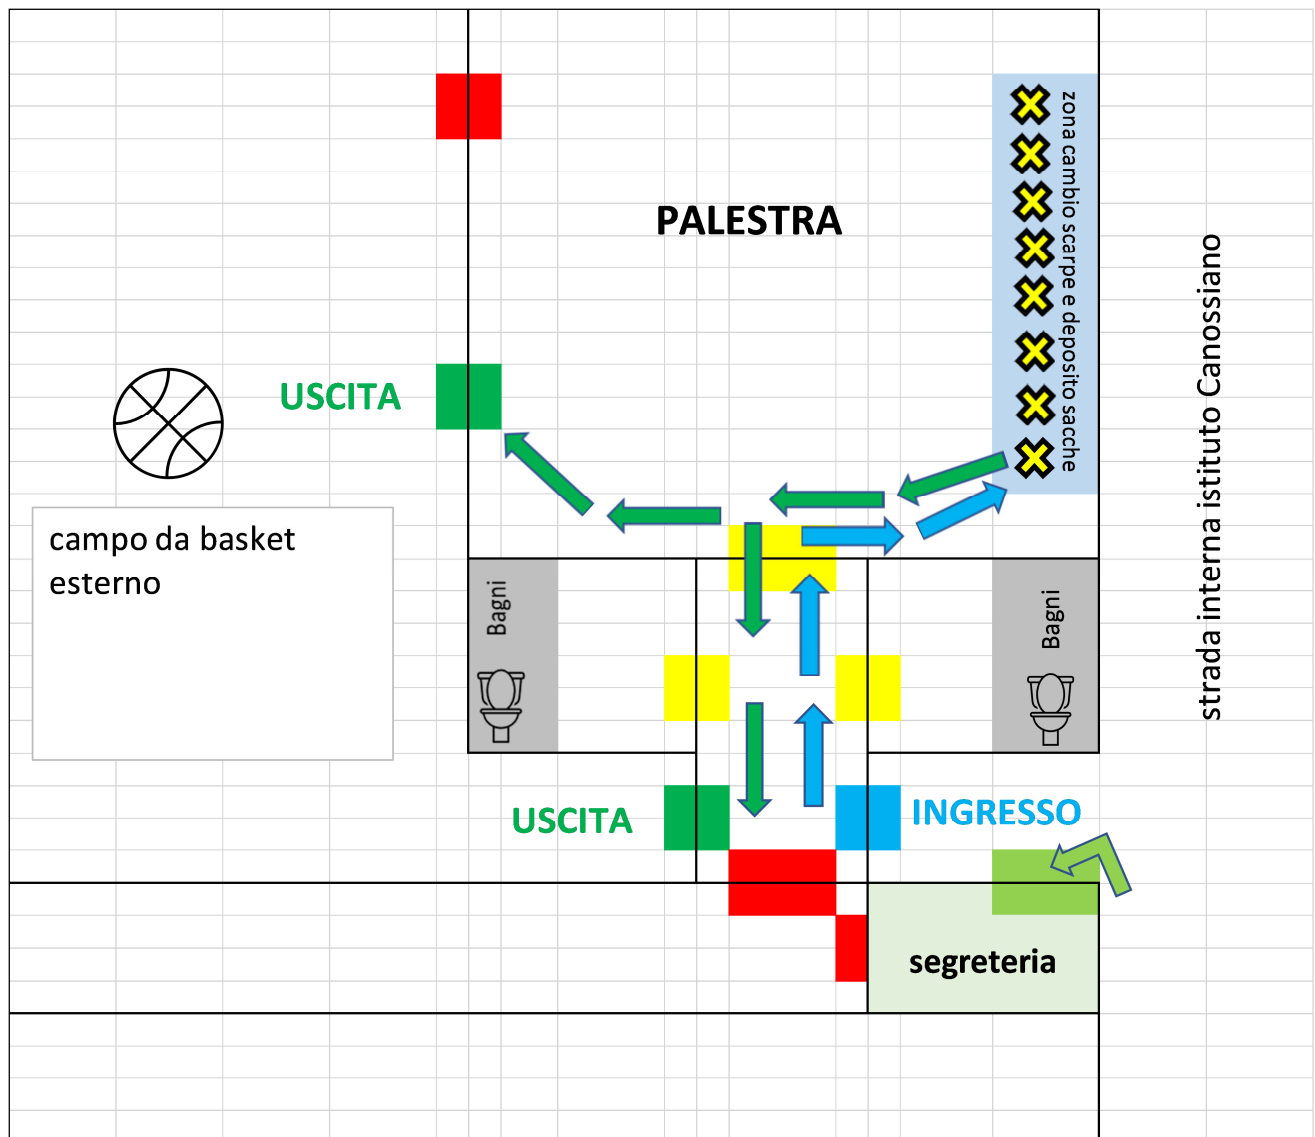 PALESTRA
zona cambio scarpe e deposito sacche
strada interna istituto Canossiano
USCITA
campo da basket
esterno
Bagni
Bagni
USCITA
INGRESSO
segreteria